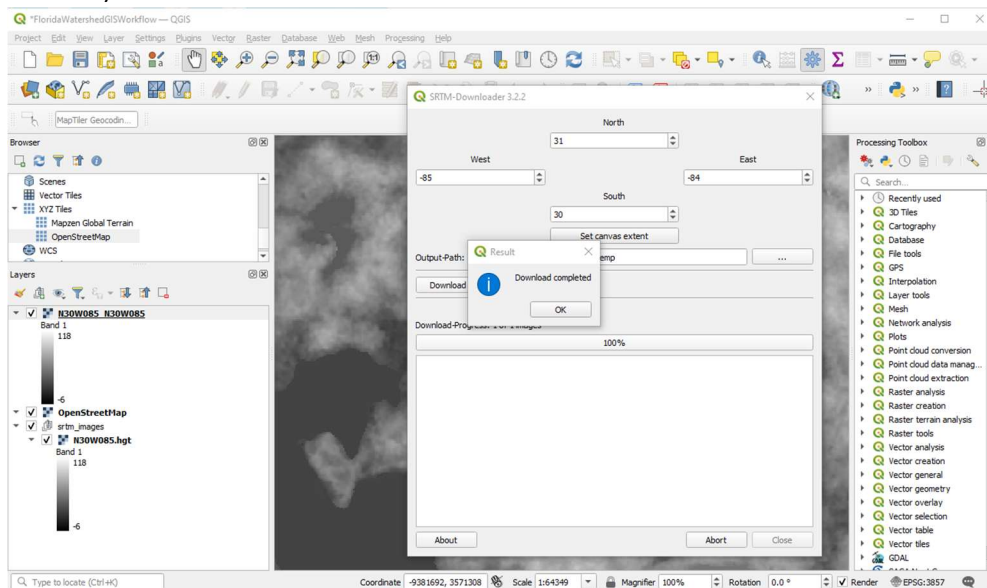 *FloridaWatershedGISWorkflow — QGIS
Project Edit View Layer Settings Plugins Vector Raster Database Web Mesh Processing Help
MapTiler Geocodin...
Browser
Scenes
Vector Tiles
XYZ Tiles
Mapzen Global Terrain
OpenStreetMap
WCS
Layers
N30W085_N30W085
Band 1
118
-6
OpenStreetMap
srtm_images
N30W085.hgt
Band 1
118
-6
SRTM-Downloader 3.2.2
North
31
West
East
-85
-84
South
30
Set canvas extent
Output-Path:
emp
...
Download
Result
Download completed
OK
Download-Progress: 1 of 1 images
100%
About
Abort
Close
Processing Toolbox
Search...
Recently used
3D Tiles
Cartography
Database
File tools
GPS
Interpolation
Layer tools
Mesh
Network analysis
Plots
Point cloud conversion
Point cloud data manag...
Point cloud extraction
Raster analysis
Raster creation
Raster terrain analysis
Raster tools
Vector analysis
Vector creation
Vector general
Vector geometry
Vector overlay
Vector selection
Vector table
Vector tiles
GDAL
Type to locate (Ctrl+K)
Coordinate -9381692, 3571308 Scale 1:64349 Magnifier 100% Rotation 0.0 ° Render EPSG:3857